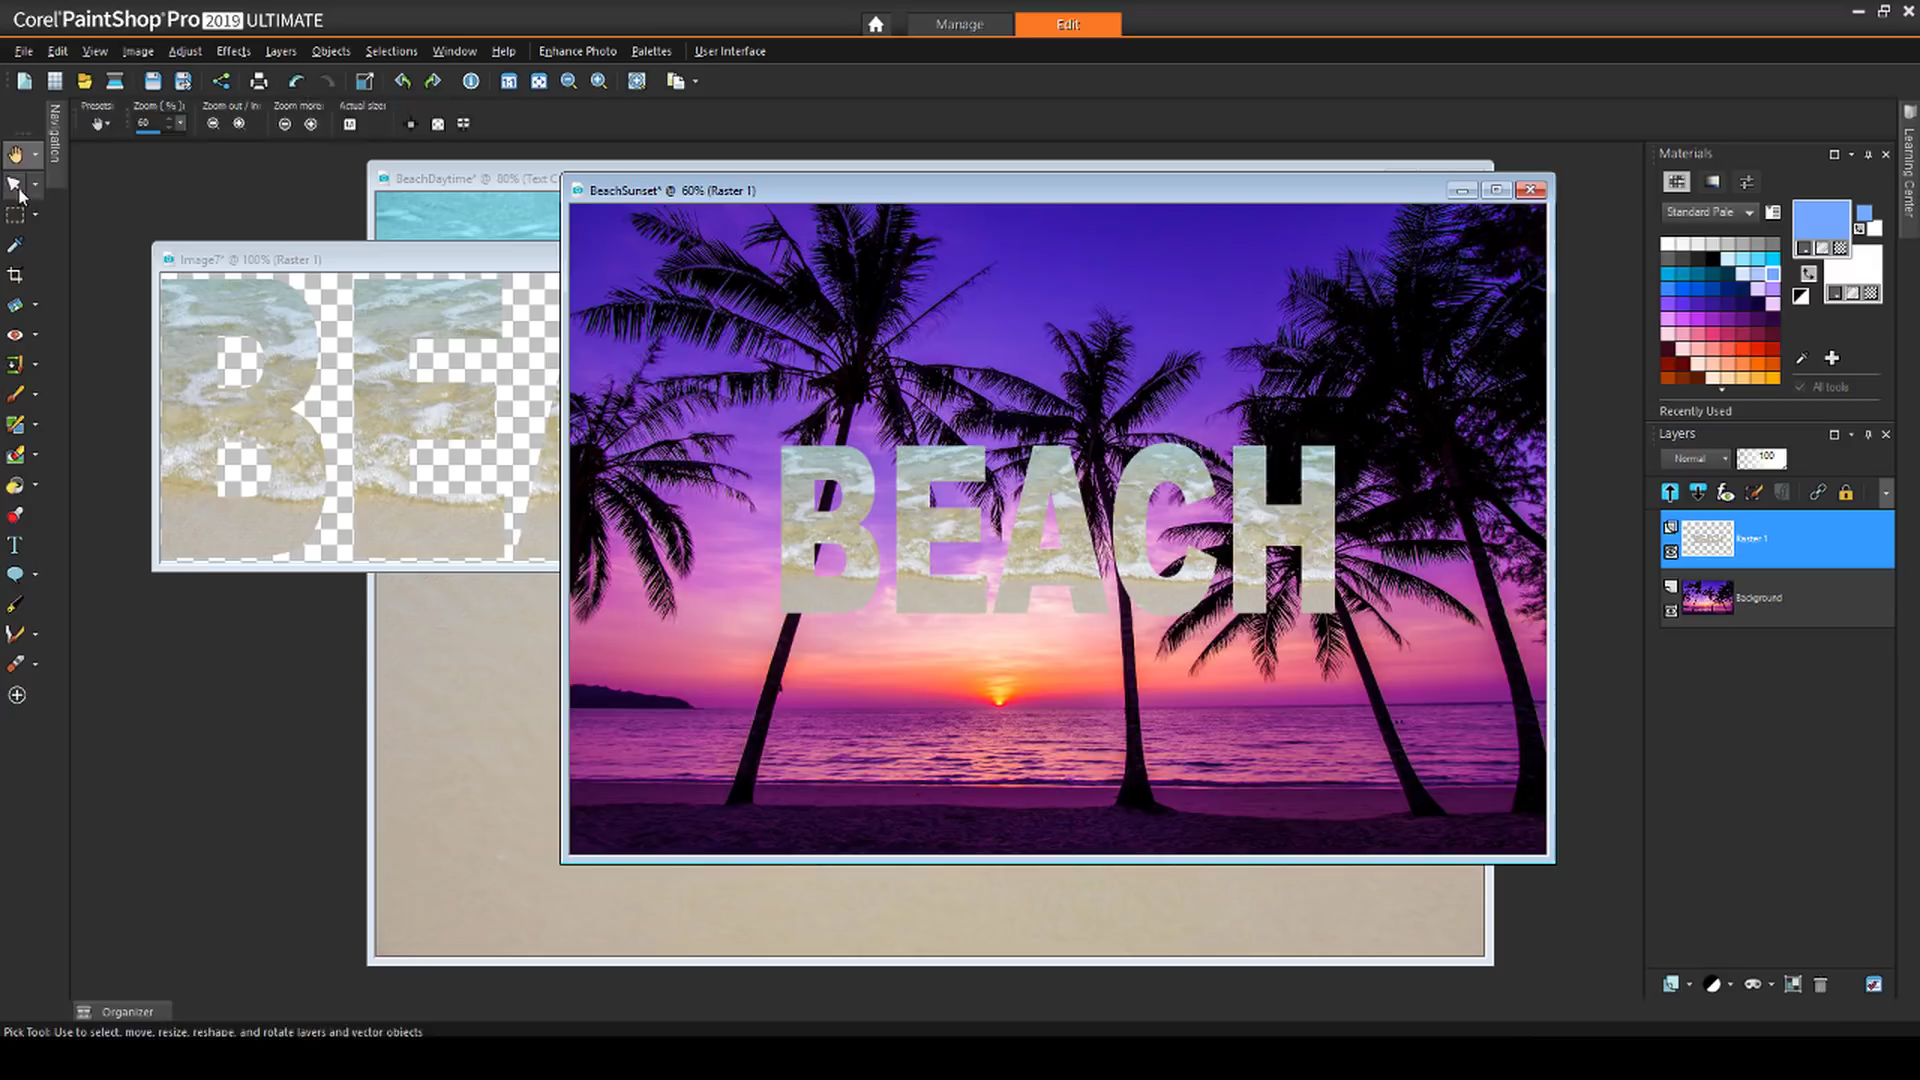 Corel PaintShop Pro 2019 ULTIMATE
Manage
Edit
File Edit View Image Adjust Effects Layers Objects Selections Window Help Enhance Photo Palettes User Interface
Presets: Zoom ( % ): Zoom out / In: Zoom more: Actual size:
60
Navigation
Learning Center
Materials
Standard Pale
All tools
Recently Used
Layers
Normal
100
Raster 1
Background
BeachDaytime* @ 80% (Text C
BeachSunset* @ 60% (Raster 1)
Image7* @ 100% (Raster 1)
BEA
BEACH
Organizer
Pick Tool: Use to select, move, resize, reshape, and rotate layers and vector objects